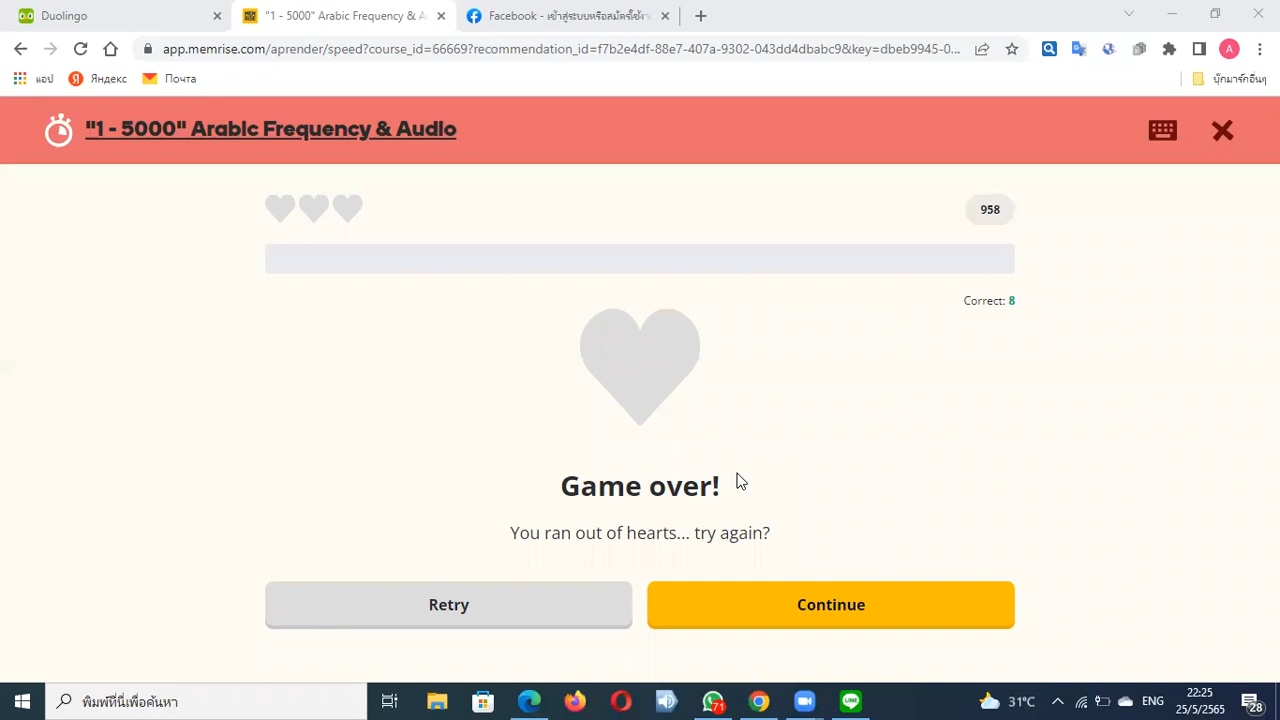 Duolingo
"1 - 5000" Arabic Frequency & A
Facebook - เข้าสู่ระบบหรือสมัครใช้งาน
app.memrise.com/aprender/speed?course_id=66669?recommendation_id=f7b2e4df-88e7-407a-9302-043dd4dbabc9&key=dbeb9945-0...
A
แอป
Яндекс
Почта
บุ๊กมาร์กอื่นๆ
"1 - 5000" Arabic Frequency & Audio
958
Correct: 8
Game over!
You ran out of hearts... try again?
Retry
Continue
พิมพ์ที่นี่เพื่อค้นหา
71
31°C
ENG
22:25
25/5/2565
28